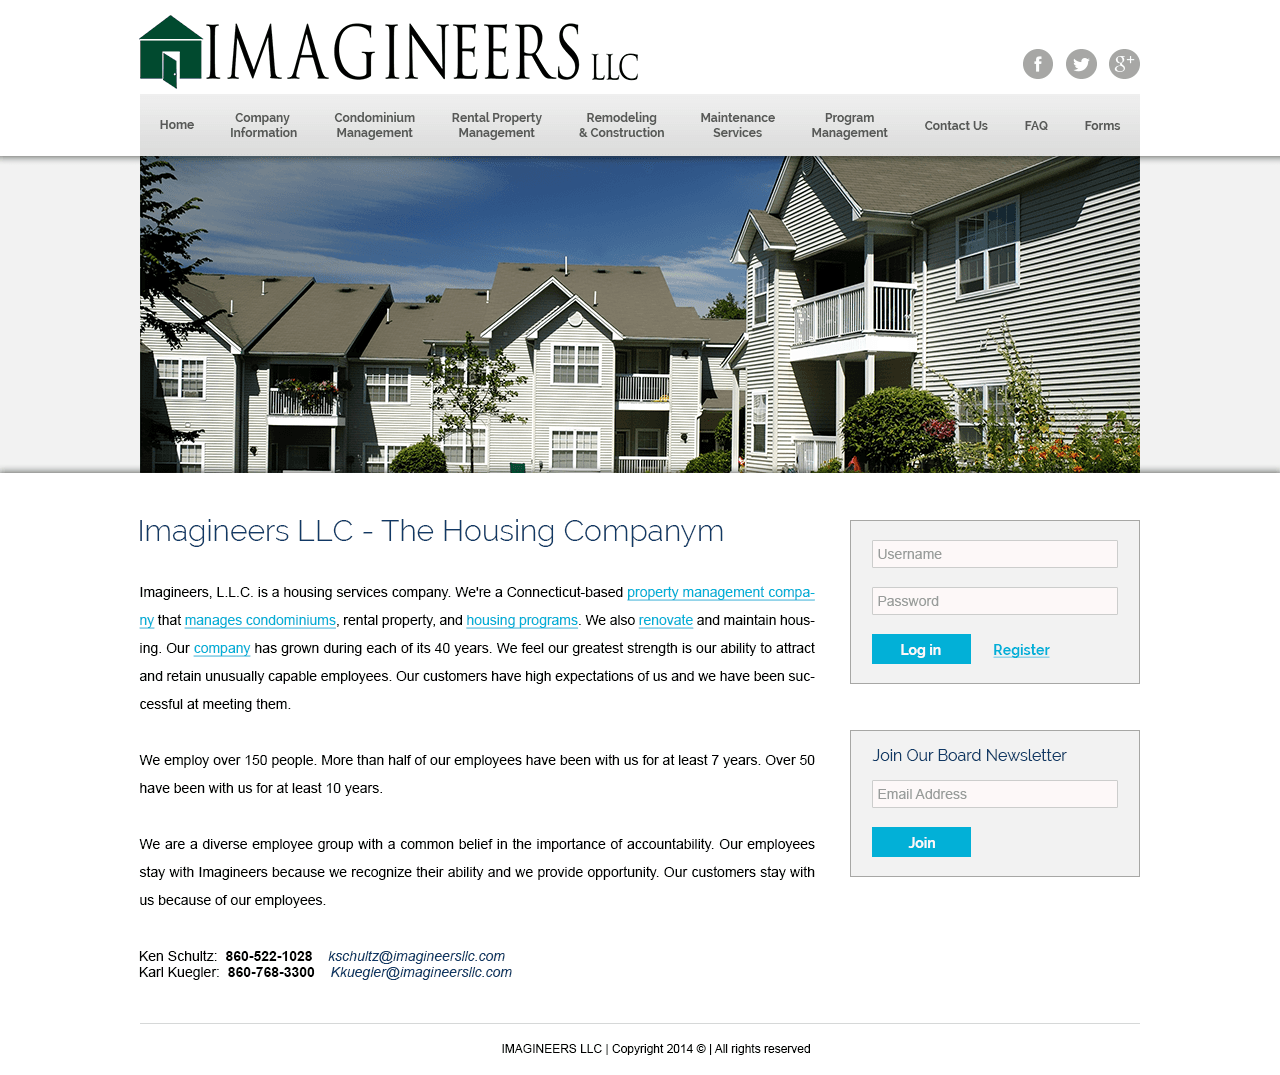 IMAGINEERS LLC
f g+
Home
Company
Information
Condominium
Management
Rental Property
Management
Remodeling
& Construction
Maintenance
Services
Program
Management
Contact Us
FAQ
Forms
Imagineers LLC - The Housing Companym
Imagineers, L.L.C. is a housing services company. We're a Connecticut-based property management compa-
ny that manages condominiums, rental property, and housing programs. We also renovate and maintain hous-
ing. Our company has grown during each of its 40 years. We feel our greatest strength is our ability to attract
and retain unusually capable employees. Our customers have high expectations of us and we have been suc-
cessful at meeting them.
We employ over 150 people. More than half of our employees have been with us for at least 7 years. Over 50
have been with us for at least 10 years.
We are a diverse employee group with a common belief in the importance of accountability. Our employees
stay with Imagineers because we recognize their ability and we provide opportunity. Our customers stay with
us because of our employees.
Ken Schultz: 860-522-1028 kschultz@imagineersllc.com
Karl Kuegler: 860-768-3300 Kkuegler@imagineersllc.com
Username
Password
Log in Register
Join Our Board Newsletter
Email Address
Join
IMAGINEERS LLC | Copyright 2014 © | All rights reserved